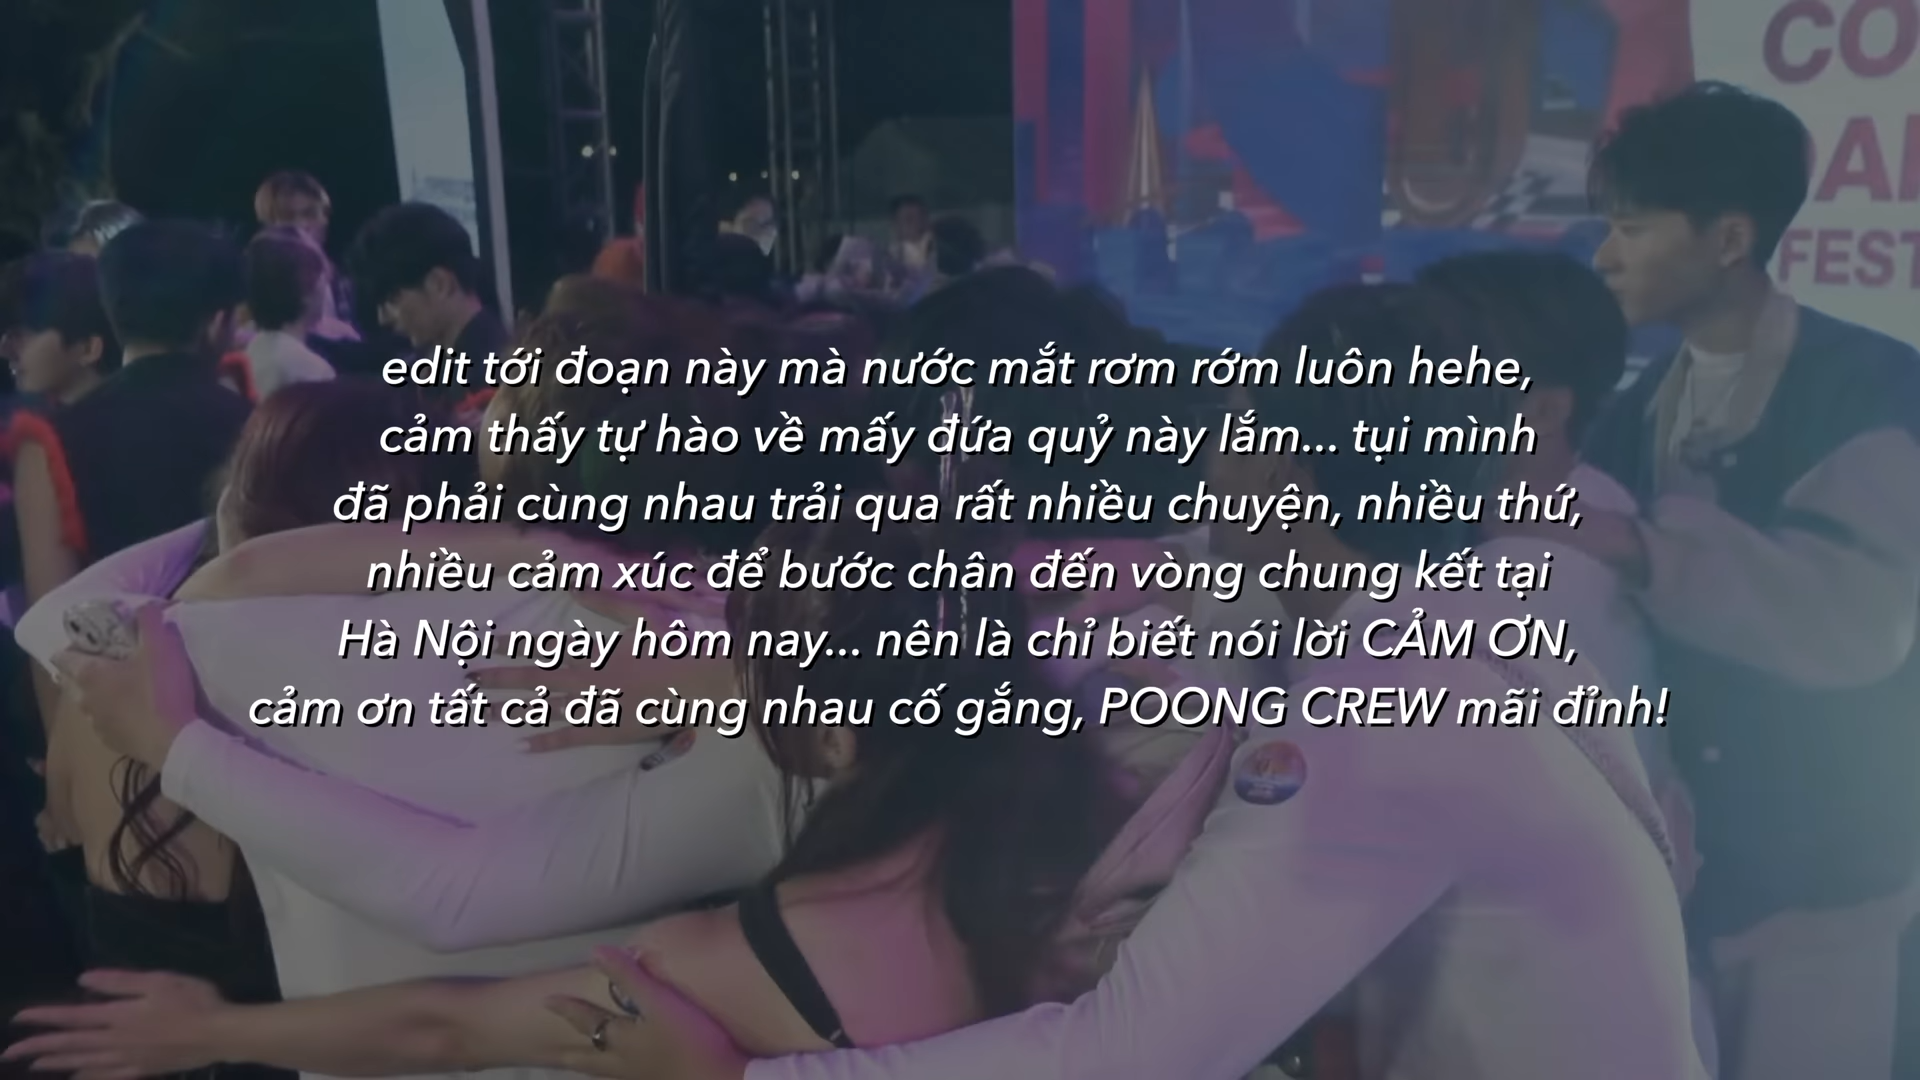 CO
DAN
FEST
edit tới đoạn này mà nước mắt rơm rớm luôn hehe,
cảm thấy tự hào về mấy đứa quỷ này lắm... tụi mình
đã phải cùng nhau trải qua rất nhiều chuyện, nhiều thứ,
nhiều cảm xúc để bước chân đến vòng chung kết tại
Hà Nội ngày hôm nay... nên là chỉ biết nói lời CẢM ƠN,
cảm ơn tất cả đã cùng nhau cố gắng, POONG CREW mãi đỉnh!